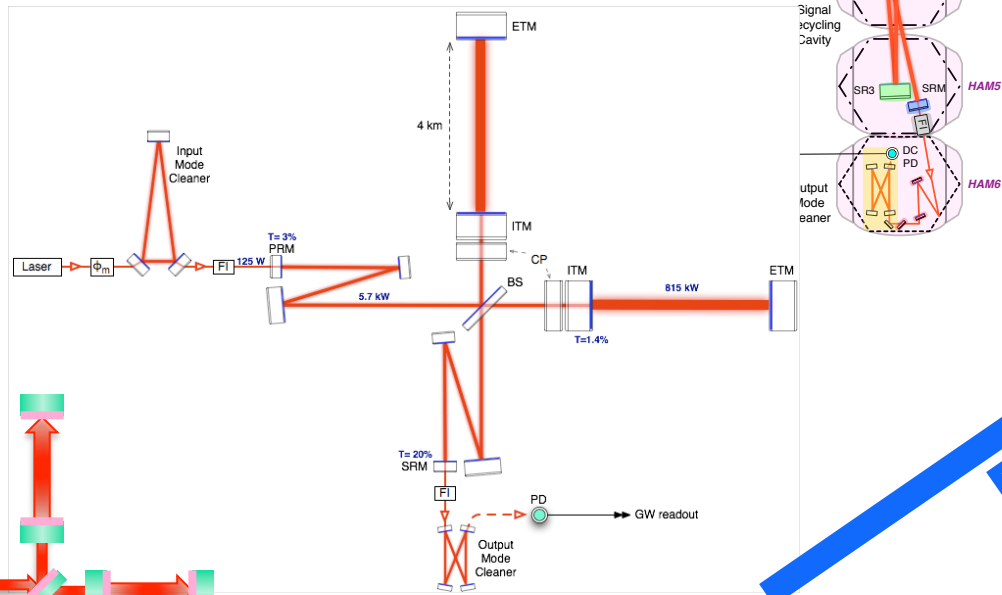 ETM
4 km
Input
Mode
Cleaner
ITM
T= 3%
PRM
Laser
Φm
FI
125 W
CP
ITM
ETM
BS
5.7 kW
815 kW
T=1.4%
T= 20%
SRM
FI
PD
GW readout
Output
Mode
Cleaner
Signal
ecycling
Cavity
SR3
SRM
HAM5
FI
DC
PD
HAM6
utput
Mode
eaner